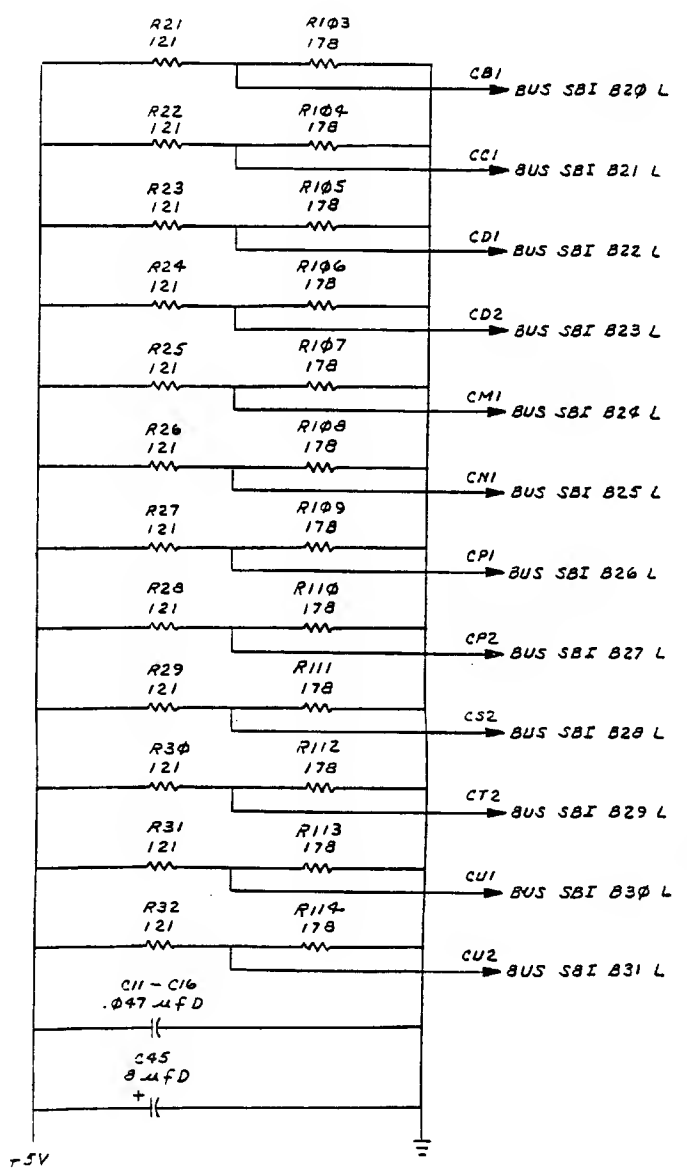 R21 R1φ3
121 178
CB1
BUS SBI B2φ L
R22 R1φ4
121 178
CC1
BUS SBI B21 L
R23 R1φ5
121 178
CD1
BUS SBI B22 L
R24 R1φ6
121 178
CD2
BUS SBI B23 L
R25 R1φ7
121 178
CM1
BUS SBI B24 L
R26 R1φ8
121 178
CN1
BUS SBI B25 L
R27 R1φ9
121 178
CP1
BUS SBI B26 L
R28 R11φ
121 178
CP2
BUS SBI B27 L
R29 R111
121 178
CS2
BUS SBI B28 L
R3φ R112
121 178
CT2
BUS SBI B29 L
R31 R113
121 178
CU1
BUS SBI B3φ L
R32 R114
121 178
CU2
BUS SBI B31 L
C11 - C16
.φ47 µfD
C45
8 µfD
+
+5V